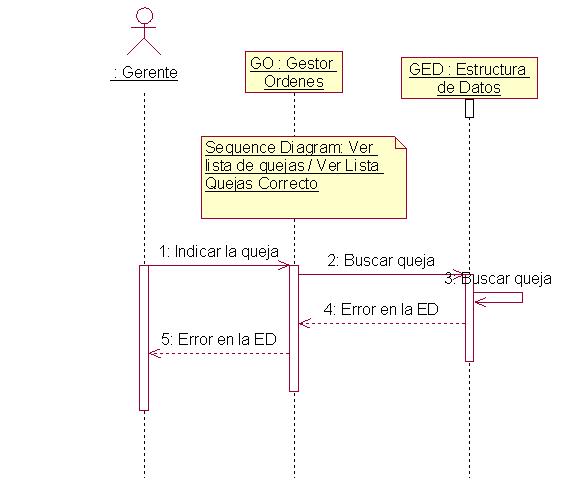 : Gerente
GO : Gestor
Ordenes
GED : Estructura
de Datos
Sequence Diagram: Ver
lista de quejas / Ver Lista
Quejas Correcto
1: Indicar la queja
2: Buscar queja
3: Buscar queja
4: Error en la ED
5: Error en la ED